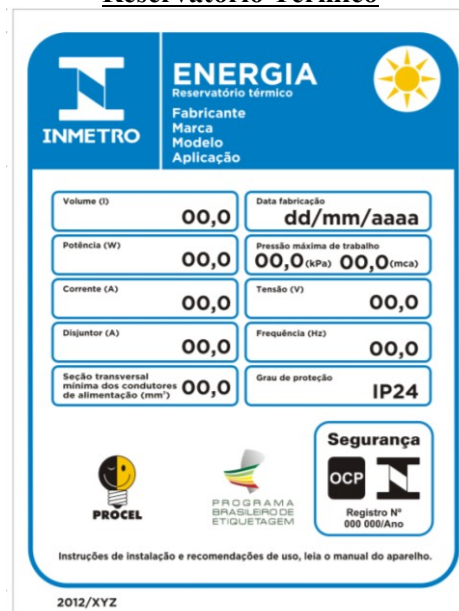 Reservatório Térmico
ENERGIA
Reservatório térmico
Fabricante
Marca
Modelo
Aplicação
INMETRO
Volume (l)
00,0
Data fabricação
dd/mm/aaaa
Potência (W)
00,0
Pressão máxima de trabalho
00,0 (kPa) 00,0 (mca)
Corrente (A)
00,0
Tensão (V)
00,0
Disjuntor (A)
00,0
Frequência (Hz)
00,0
Seção transversal
mínima dos condutores
de alimentação (mm²)
00,0
Grau de proteção
IP24
PROCEL
PROGRAMA
BRASILEIRO DE
ETIQUETAGEM
Segurança
OCP
Registro Nº
000 000/Ano
Instruções de instalação e recomendações de uso, leia o manual do aparelho.
2012/XYZ